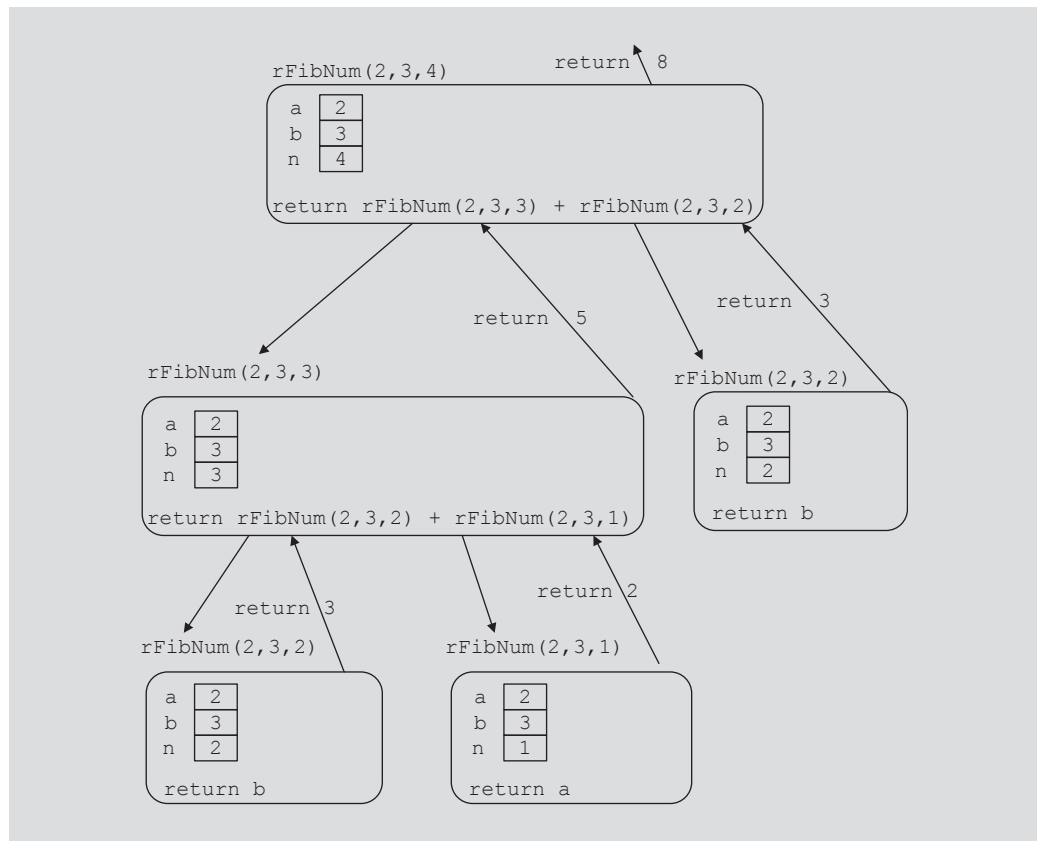 rFibNum(2,3,4)
return 8
a 2
b 3
n 4
return rFibNum(2,3,3) + rFibNum(2,3,2)
return 5
return 3
rFibNum(2,3,3)
a 2
b 3
n 3
return rFibNum(2,3,2) + rFibNum(2,3,1)
rFibNum(2,3,2)
a 2
b 3
n 2
return b
return 3
return 2
rFibNum(2,3,2)
a 2
b 3
n 2
return b
rFibNum(2,3,1)
a 2
b 3
n 1
return a